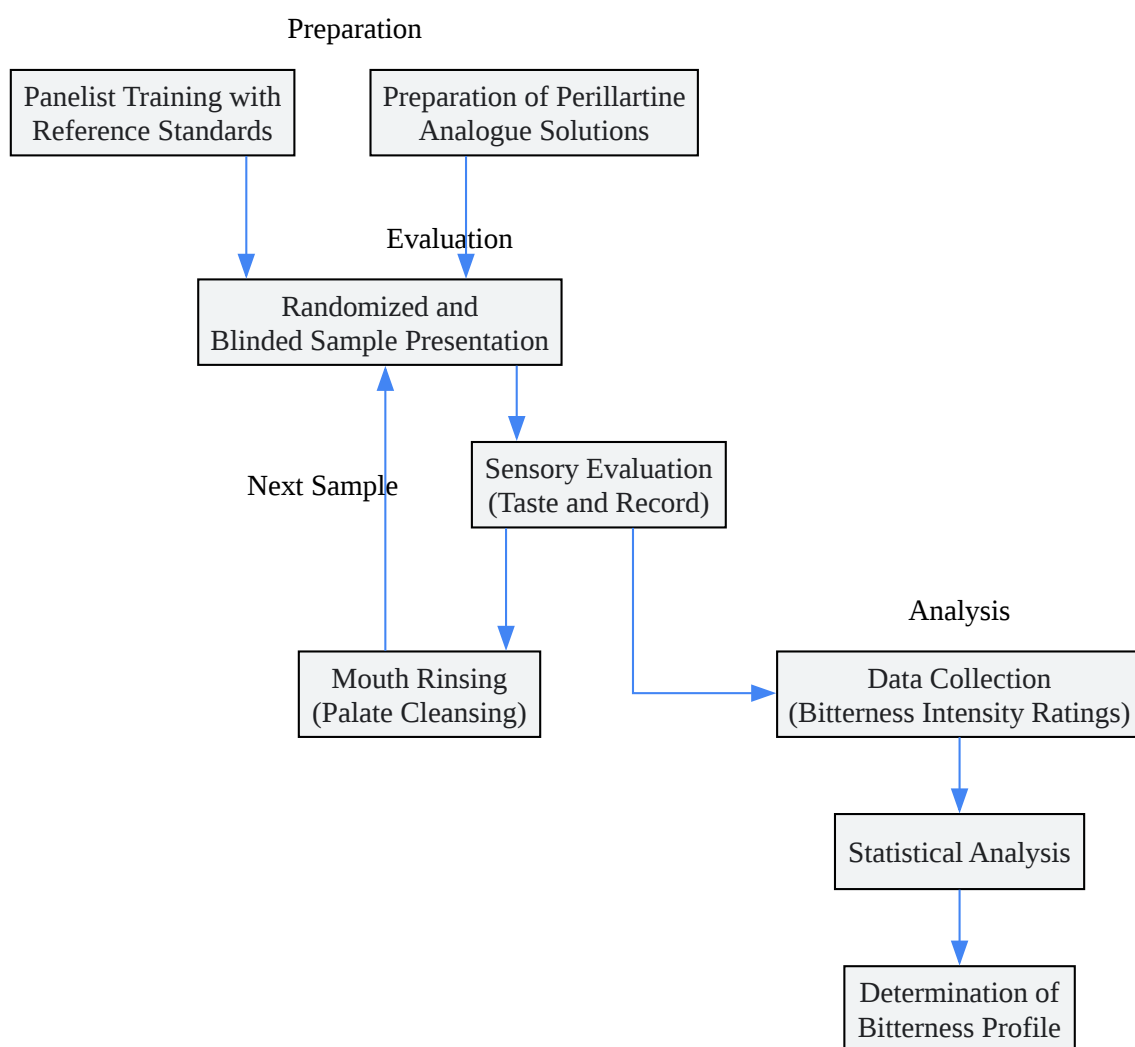 Preparation
Panelist Training with
Reference Standards
Preparation of Perillartine
Analogue Solutions
Evaluation
Randomized and
Blinded Sample Presentation
Sensory Evaluation
(Taste and Record)
Next Sample
Mouth Rinsing
(Palate Cleansing)
Analysis
Data Collection
(Bitterness Intensity Ratings)
Statistical Analysis
Determination of
Bitterness Profile